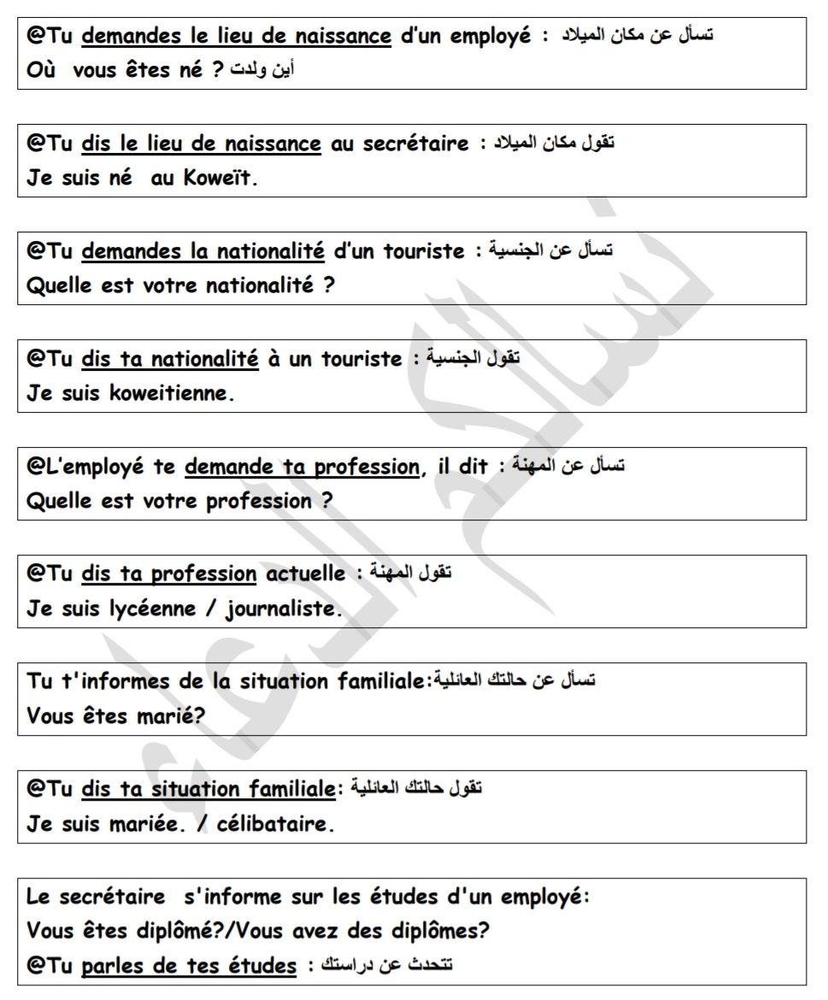 @Tu demandes le lieu de naissance d'un employé : تسأل عن مكان الميلاد
Où vous êtes né ? أين ولدت
@Tu dis le lieu de naissance au secrétaire : تقول مكان الميلاد
Je suis né au Koweït.
@Tu demandes la nationalité d'un touriste : تسأل عن الجنسية
Quelle est votre nationalité ?
@Tu dis ta nationalité à un touriste : تقول الجنسية
Je suis koweitienne.
@L'employé te demande ta profession, il dit : تسأل عن المهنة
Quelle est votre profession ?
@Tu dis ta profession actuelle : تقول المهنة
Je suis lycéenne / journaliste.
Tu t'informes de la situation familiale:تسأل عن حالتك العائلية
Vous êtes marié?
@Tu dis ta situation familiale: تقول حالتك العائلية
Je suis mariée. / célibataire.
Le secrétaire s'informe sur les études d'un employé:
Vous êtes diplômé?/Vous avez des diplômes?
@Tu parles de tes études : تتحدث عن دراستك
نسألكم الدعاء